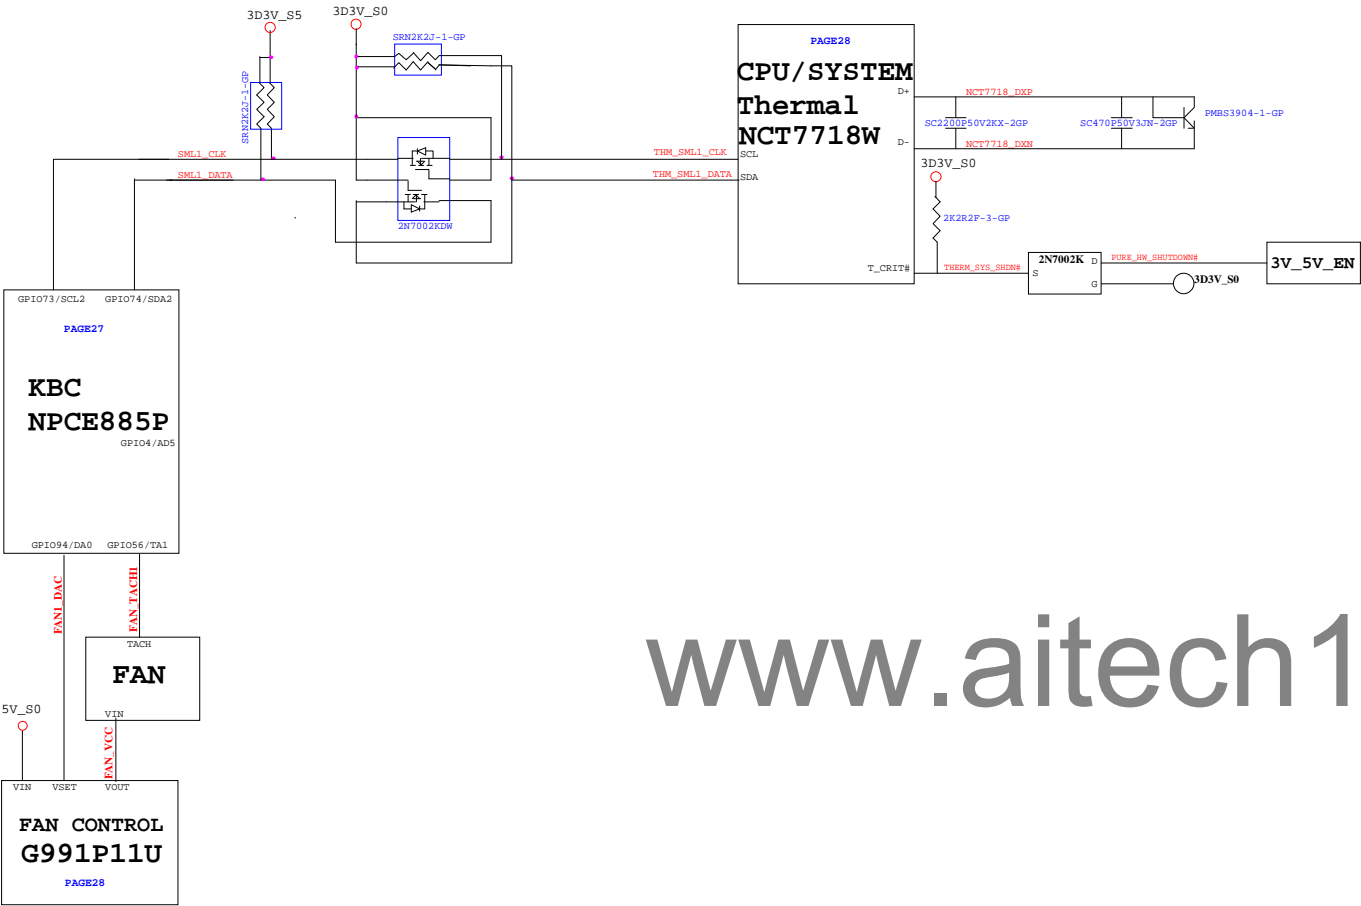 3D3V_S5
3D3V_S0
SRN2K2J-1-GP
SRN2K2J-1-GP
SML1_CLK
SML1_DATA
2N7002KDW
THM_SML1_CLK
THM_SML1_DATA
PAGE28
CPU/SYSTEM
Thermal
NCT7718W
D+
D-
SCL
SDA
T_CRIT#
NCT7718_DXP
SC2200P50V2KX-2GP
SC470P50V3JN-2GP
PMBS3904-1-GP
NCT7718_DXN
3D3V_S0
2K2R2F-3-GP
THERM_SYS_SHDN#
2N7002K
D
S
G
PURE_HW_SHUTDOWN#
3D3V_S0
3V_5V_EN
GPIO73/SCL2
GPIO74/SDA2
PAGE27
KBC
NPCE885P
GPIO4/AD5
GPIO94/DA0
GPIO56/TA1
FAN1_DAC
FAN_TACH1
TACH
FAN
VIN
5V_S0
FAN_VCC
VIN
VSET
VOUT
FAN CONTROL
G991P11U
PAGE28
www.aitech1